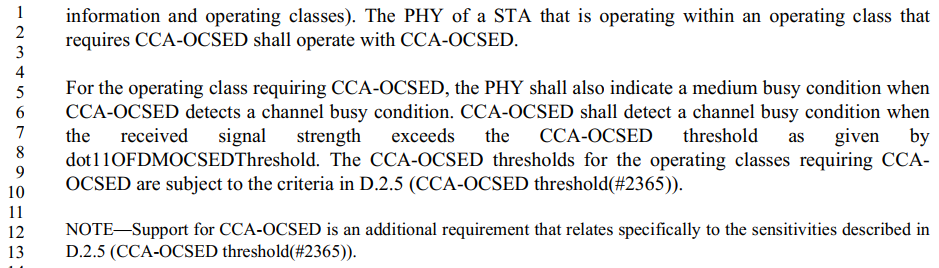 1 information and operating classes). The PHY of a STA that is operating within an operating class that
2 requires CCA-OCSED shall operate with CCA-OCSED.
3
4
5 For the operating class requiring CCA-OCSED, the PHY shall also indicate a medium busy condition when
6 CCA-OCSED detects a channel busy condition. CCA-OCSED shall detect a channel busy condition when
7 the received signal strength exceeds the CCA-OCSED threshold as given by
8 dot11OFDMOCSEDThreshold. The CCA-OCSED thresholds for the operating classes requiring CCA-
9
10 OCSED are subject to the criteria in D.2.5 (CCA-OCSED threshold(#2365)).
11
12 NOTE—Support for CCA-OCSED is an additional requirement that relates specifically to the sensitivities described in
13 D.2.5 (CCA-OCSED threshold(#2365)).